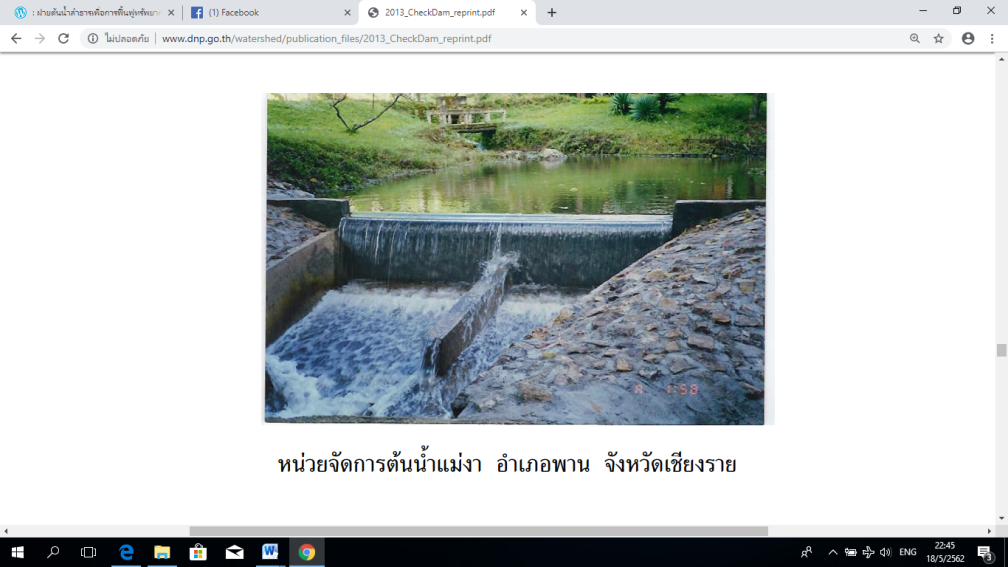 : ฝายต้นน้ำลำธารเพื่อการฟื้นฟูทรัพยาก
(1) Facebook
2013_CheckDam_reprint.pdf
ไม่ปลอดภัย
www.dnp.go.th/watershed/publication_files/2013_CheckDam_reprint.pdf
หน่วยจัดการต้นน้ำแม่งา อำเภอพาน จังหวัดเชียงราย
ENG
22:45
18/5/2562
3